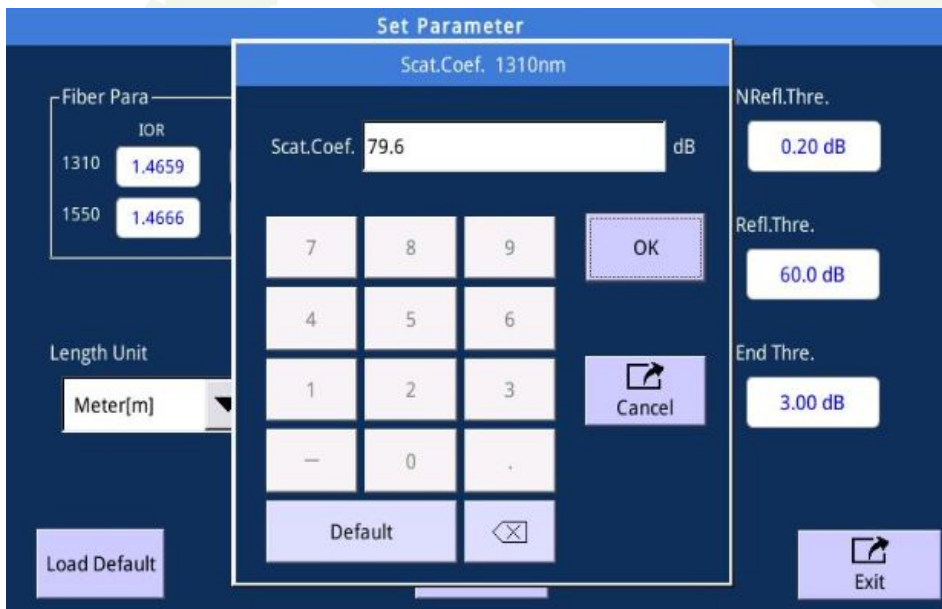 Set Parameter
Scat.Coef. 1310nm
Fiber Para
IOR
1310 1.4659
1550 1.4666
Length Unit
Meter[m]
Load Default
Scat.Coef. 79.6 dB
7 8 9 OK
4 5 6
1 2 3 Cancel
— 0 .
Default
NRefl.Thre.
0.20 dB
Refl.Thre.
60.0 dB
End Thre.
3.00 dB
Exit